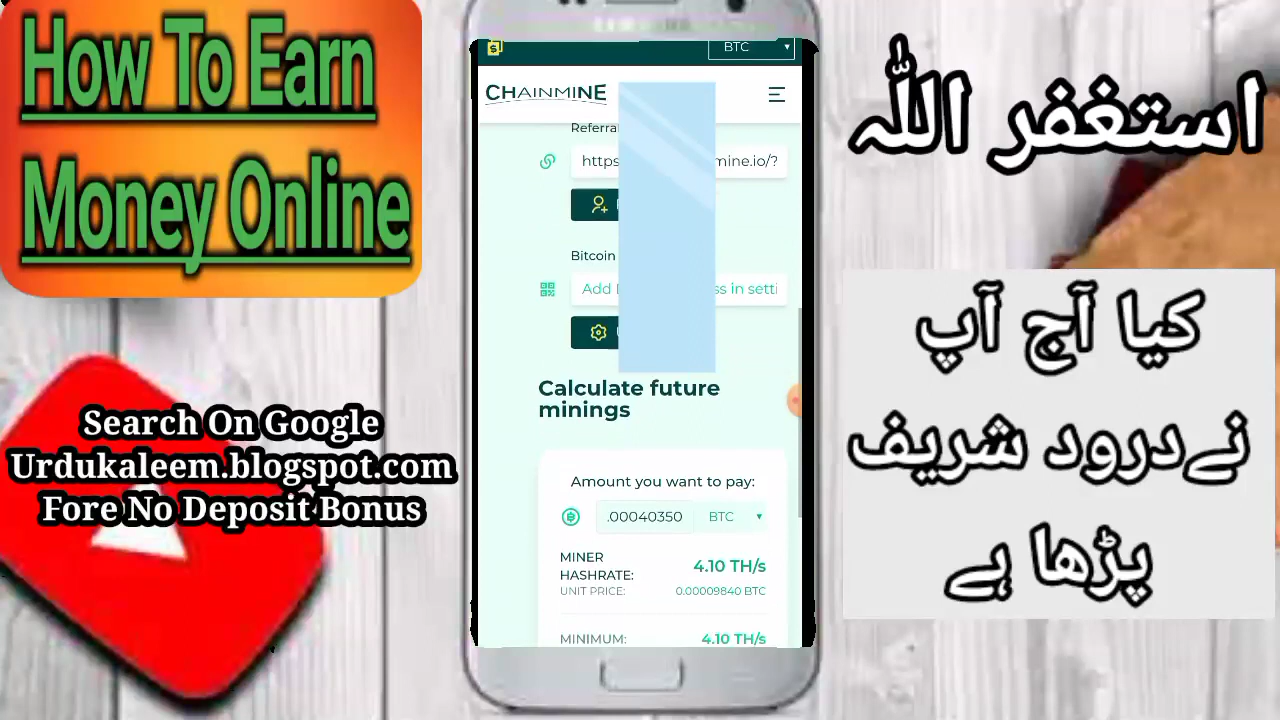 How To Earn
Money Online
Search On Google
Urdukaleem.blogspot.com
Fore No Deposit Bonus
BTC
CHAINMINE
Referral
https mine.io/?
Bitcoin
Add ss in setti
Calculate future
minings
Amount you want to pay:
.00040350 BTC
MINER
HASHRATE: 4.10 TH/s
UNIT PRICE: 0.00009840 BTC
MINIMUM: 4.10 TH/s
استغفر اللّٰہ
کیا آج آپ
نےدرود شریف
پڑھا ہے